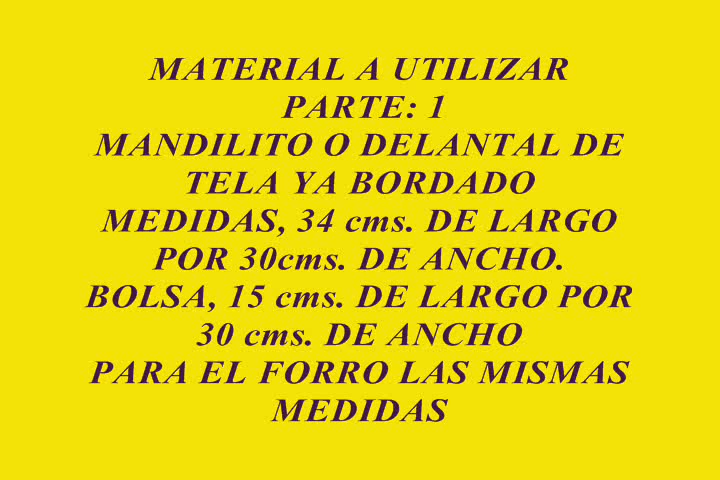 MATERIAL A UTILIZAR
PARTE: 1
MANDILITO O DELANTAL DE
TELA YA BORDADO
MEDIDAS, 34 cms. DE LARGO
POR 30cms. DE ANCHO.
BOLSA, 15 cms. DE LARGO POR
30 cms. DE ANCHO
PARA EL FORRO LAS MISMAS
MEDIDAS